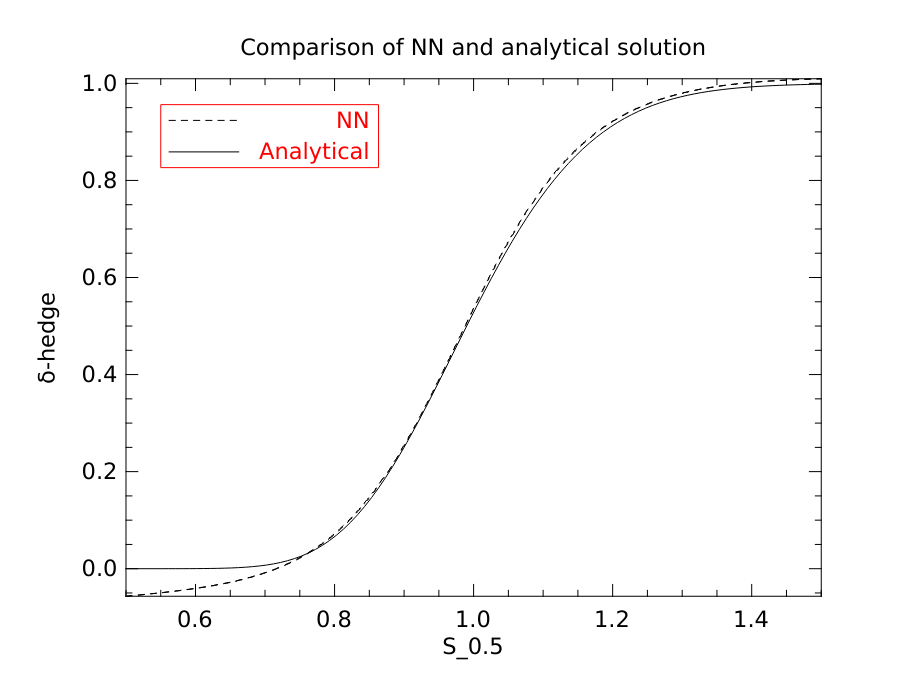 Comparison of NN and analytical solution
1.0
0.8
0.6
0.4
0.2
0.0
NN
Analytical
δ-hedge
0.6 0.8 1.0 1.2 1.4
S_0.5